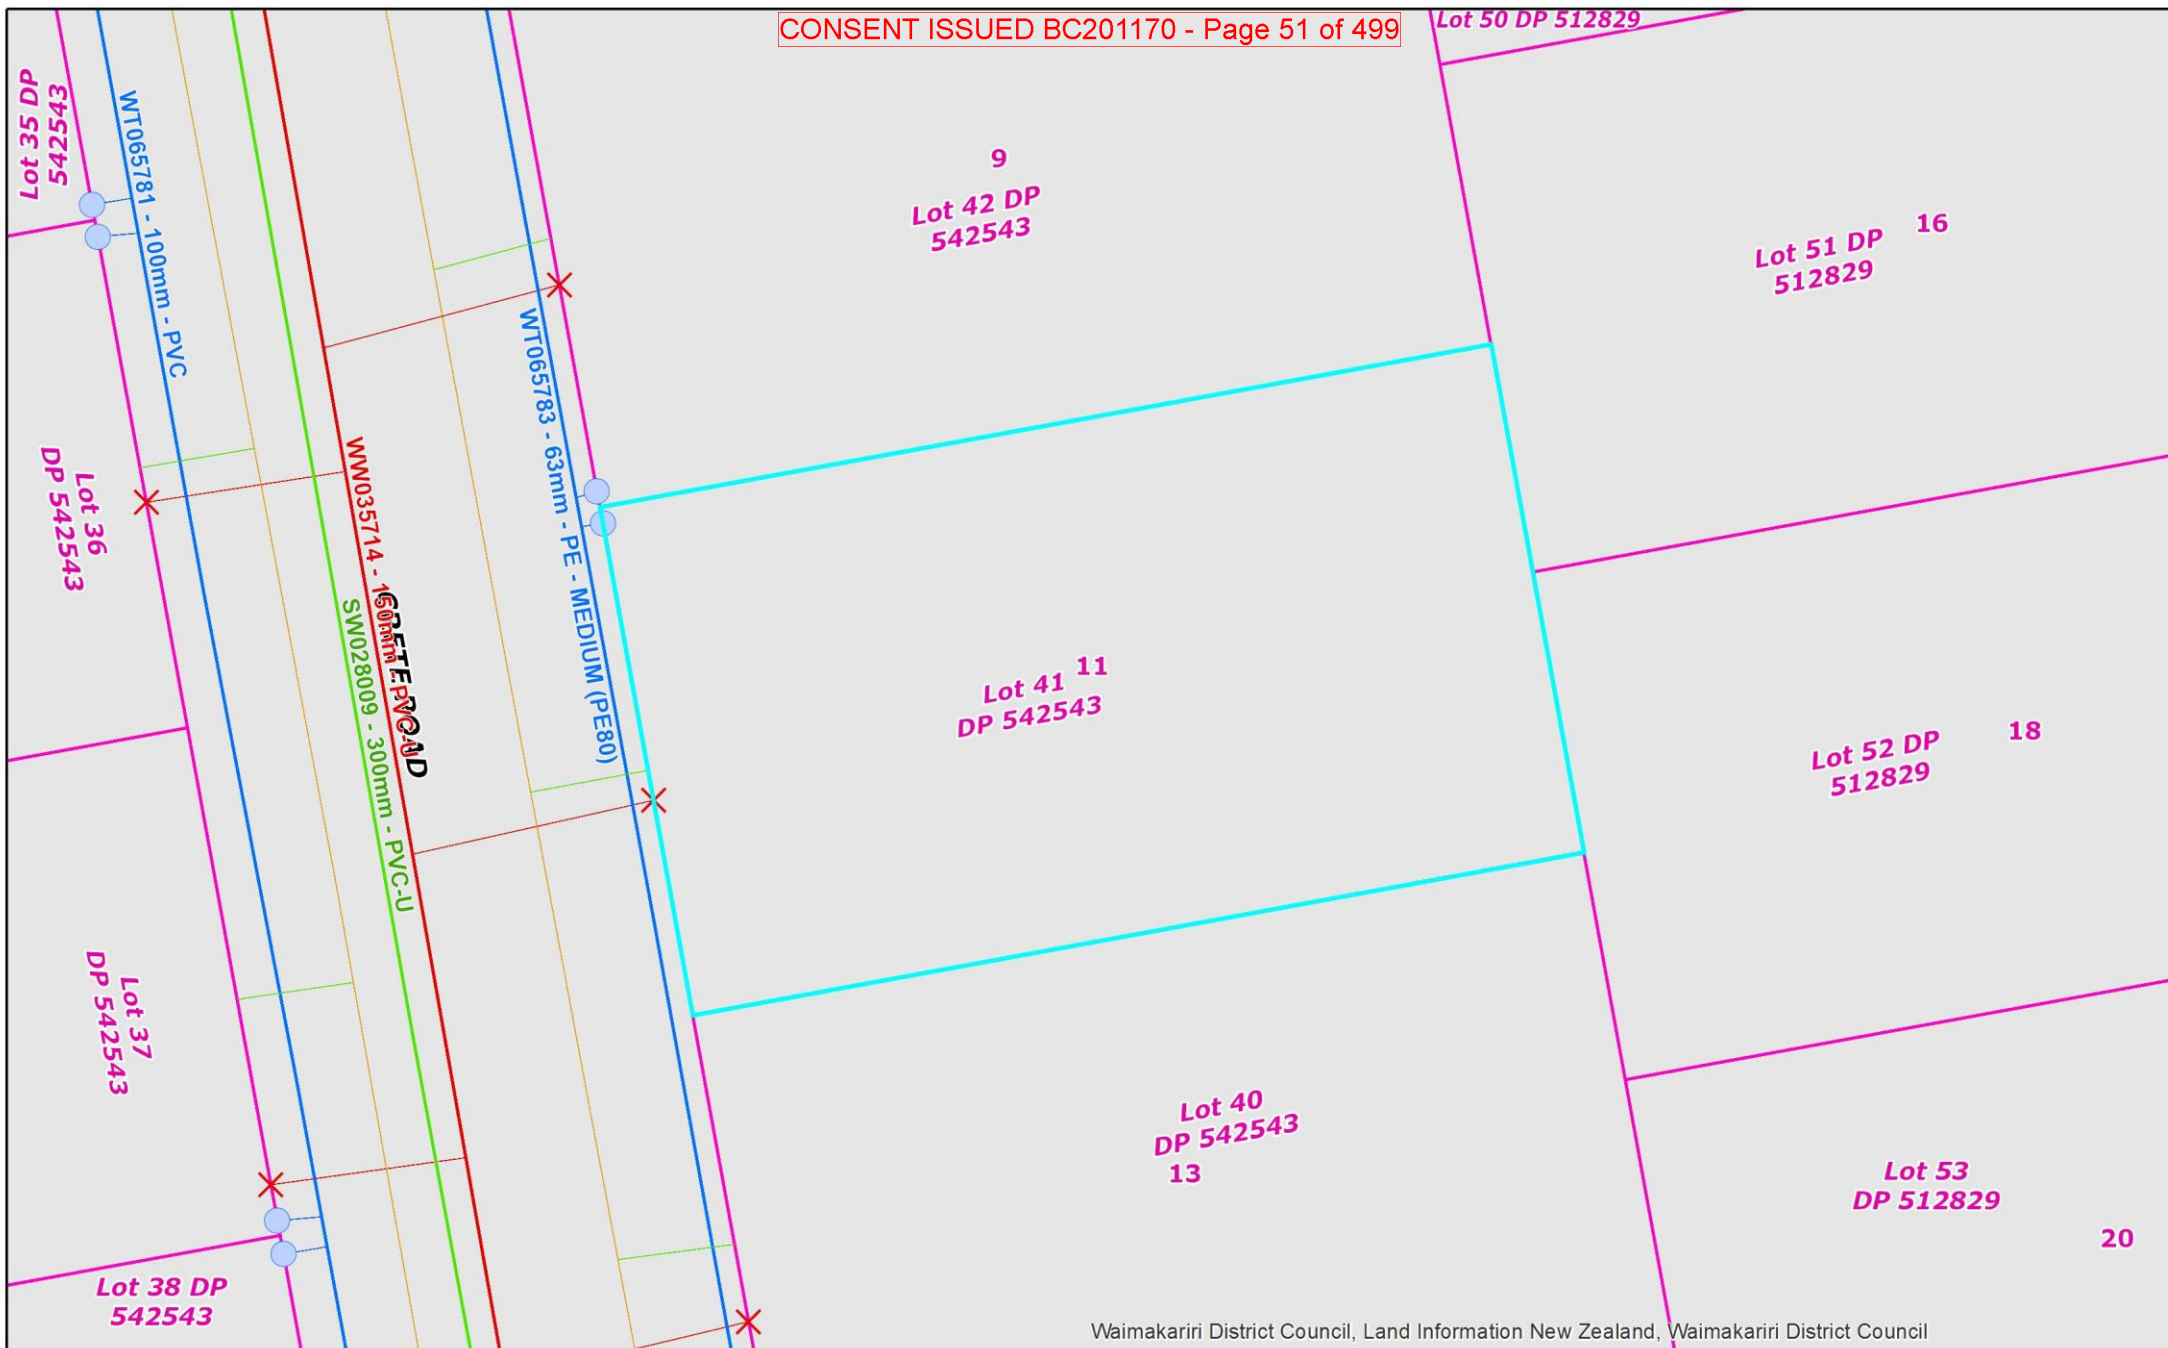 CONSENT ISSUED BC201170 - Page 51 of 499
Lot 50 DP 512829
Lot 35 DP
542543
WT065781 - 100mm - PVC
9
Lot 42 DP
542543
16
Lot 51 DP
512829
WT065783 - 63mm - PE - MEDIUM (PE80)
Lot 36
DP 542543
WW035714 - 150mm - PVC-U
ROAD
SW028009 - 300mm - PVC-U
11
Lot 41
DP 542543
18
Lot 52 DP
512829
Lot 37
DP 542543
Lot 40
DP 542543
13
Lot 53
DP 512829
20
Lot 38 DP
542543
Waimakariri District Council, Land Information New Zealand, Waimakariri District Council